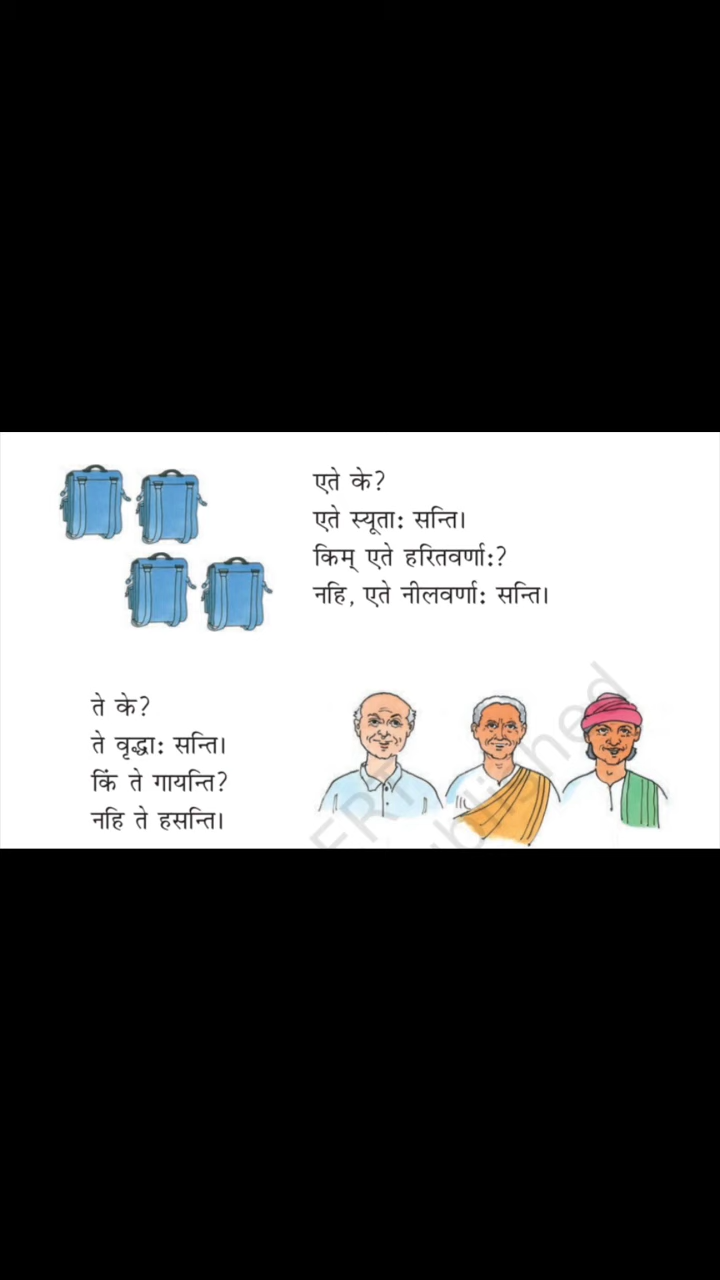 एते के?
एते स्यूताः सन्ति।
किम् एते हरितवर्णाः?
नहि, एते नीलवर्णाः सन्ति।
ते के?
ते वृद्धाः सन्ति।
किं ते गायन्ति?
नहि ते हसन्ति।